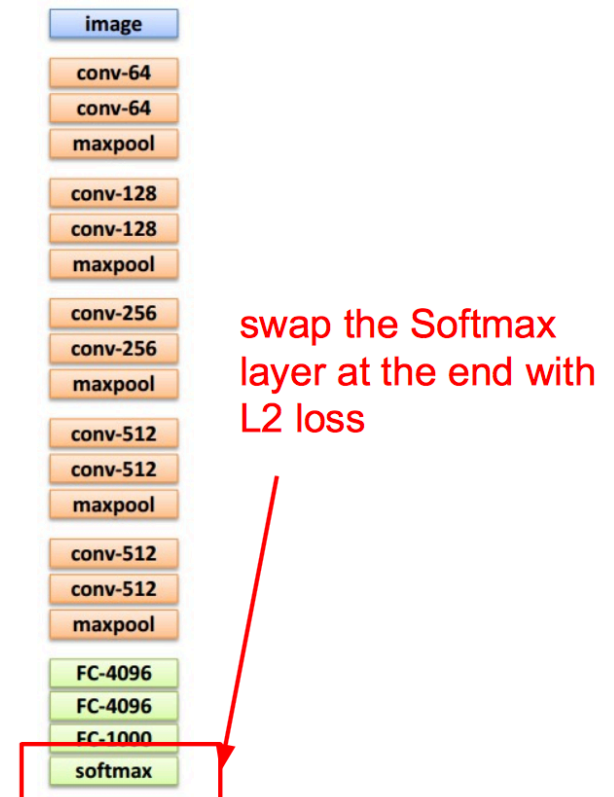 image
conv-64
conv-64
maxpool
conv-128
conv-128
maxpool
conv-256
conv-256
maxpool
conv-512
conv-512
maxpool
conv-512
conv-512
maxpool
FC-4096
FC-4096
FC-1000
softmax
swap the Softmax
layer at the end with
L2 loss